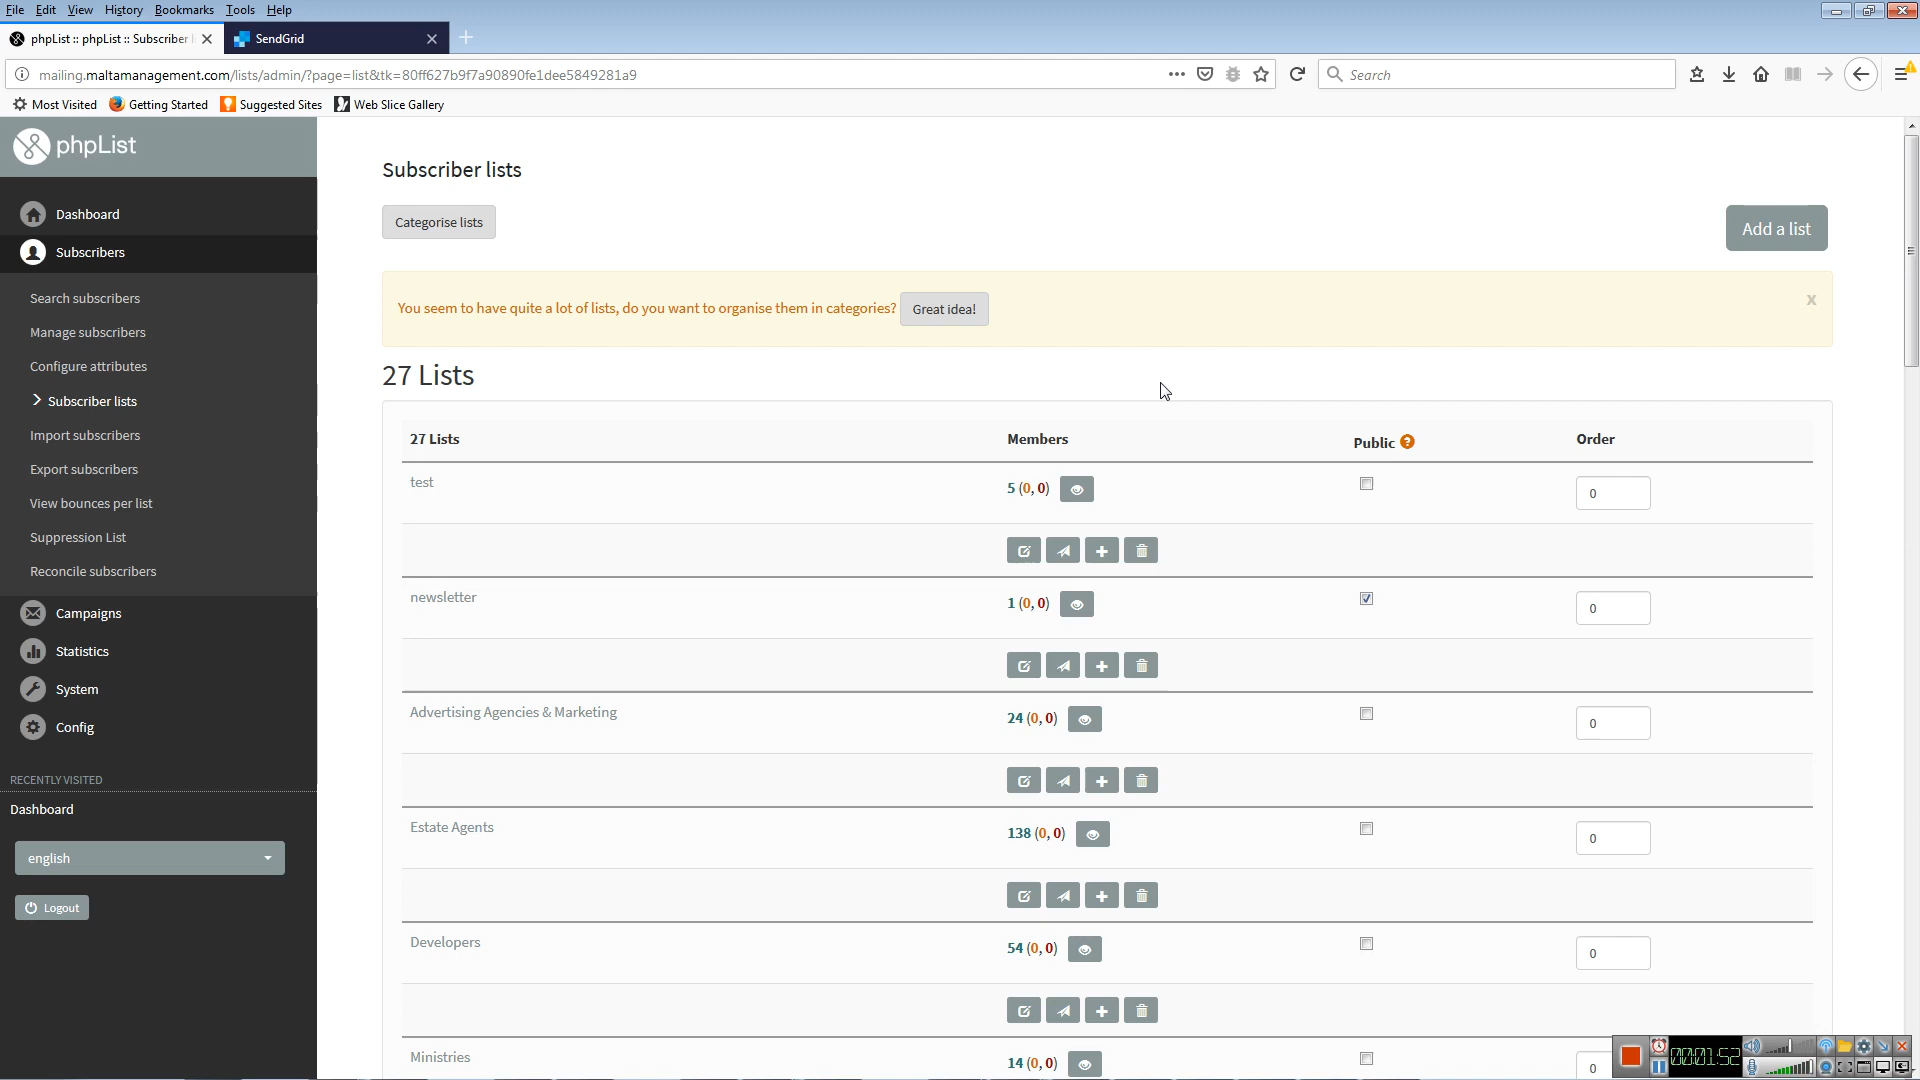 File Edit View History Bookmarks Tools Help
phpList :: phpList :: Subscriber l
SendGrid
mailing.maltamanagement.com/lists/admin/?page=list&tk=80ff627b9f7a90890fe1dee5849281a9
Search
Most Visited Getting Started Suggested Sites Web Slice Gallery
phpList
Dashboard
Subscribers
Search subscribers
Manage subscribers
Configure attributes
Subscriber lists
Import subscribers
Export subscribers
View bounces per list
Suppression List
Reconcile subscribers
Campaigns
Statistics
System
Config
RECENTLY VISITED
Dashboard
english
Logout
Subscriber lists
Categorise lists
Add a list
You seem to have quite a lot of lists, do you want to organise them in categories? Great idea!
x
27 Lists
27 Lists Members Public ? Order
test 5 (0, 0) 0
newsletter 1 (0, 0) 0
Advertising Agencies & Marketing 24 (0, 0) 0
Estate Agents 138 (0, 0) 0
Developers 54 (0, 0) 0
Ministries 14 (0, 0) 0
00:01:52